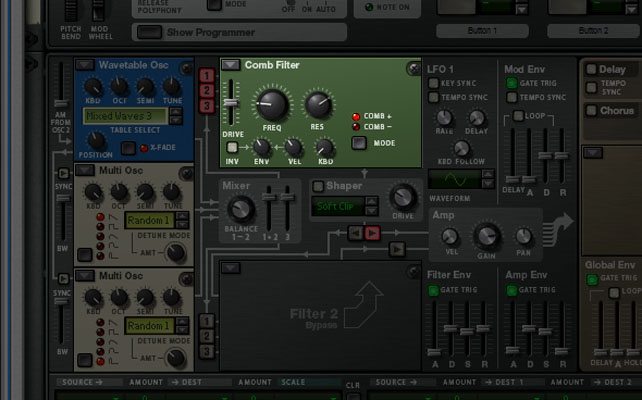 RELEASE
POLYPHONY
MODE
OFF ON AUTO
NOTE ON
PITCH BEND
MOD WHEEL
Show Programmer
Button 1
Button 2
Wavetable Osc
KBD OCT SEMI TUNE
Mixed Waves 3
TABLE SELECT
POSITION
X-FADE
AM FROM OSC 2
1
2
3
Comb Filter
DRIVE
FREQ
RES
COMB +
COMB –
MODE
INV
ENV
VEL
KBD
LFO 1
KEY SYNC
TEMPO SYNC
RATE
DELAY
KBD FOLLOW
WAVEFORM
Mod Env
GATE TRIG
TEMPO SYNC
LOOP
DELAY A D R
Delay
TEMPO SYNC
Chorus
SYNC
BW
Multi Osc
KBD OCT SEMI TUNE
Random 1
DETUNE MODE
AMT
Mixer
BALANCE
1 – 2
1 + 2
3
Shaper
Soft Clip
DRIVE
Amp
VEL
GAIN
PAN
SYNC
BW
Multi Osc
KBD OCT SEMI TUNE
Random 1
DETUNE MODE
AMT
1
2
3
Filter 2
Bypass
Filter Env
GATE TRIG
A D S R
Amp Env
GATE TRIG
A D S R
Global Env
GATE TRIG
LOOP
DELAY A HOLD
SOURCE AMOUNT DEST AMOUNT SCALE
CLR
SOURCE AMOUNT DEST 1 AMOUNT DEST 2